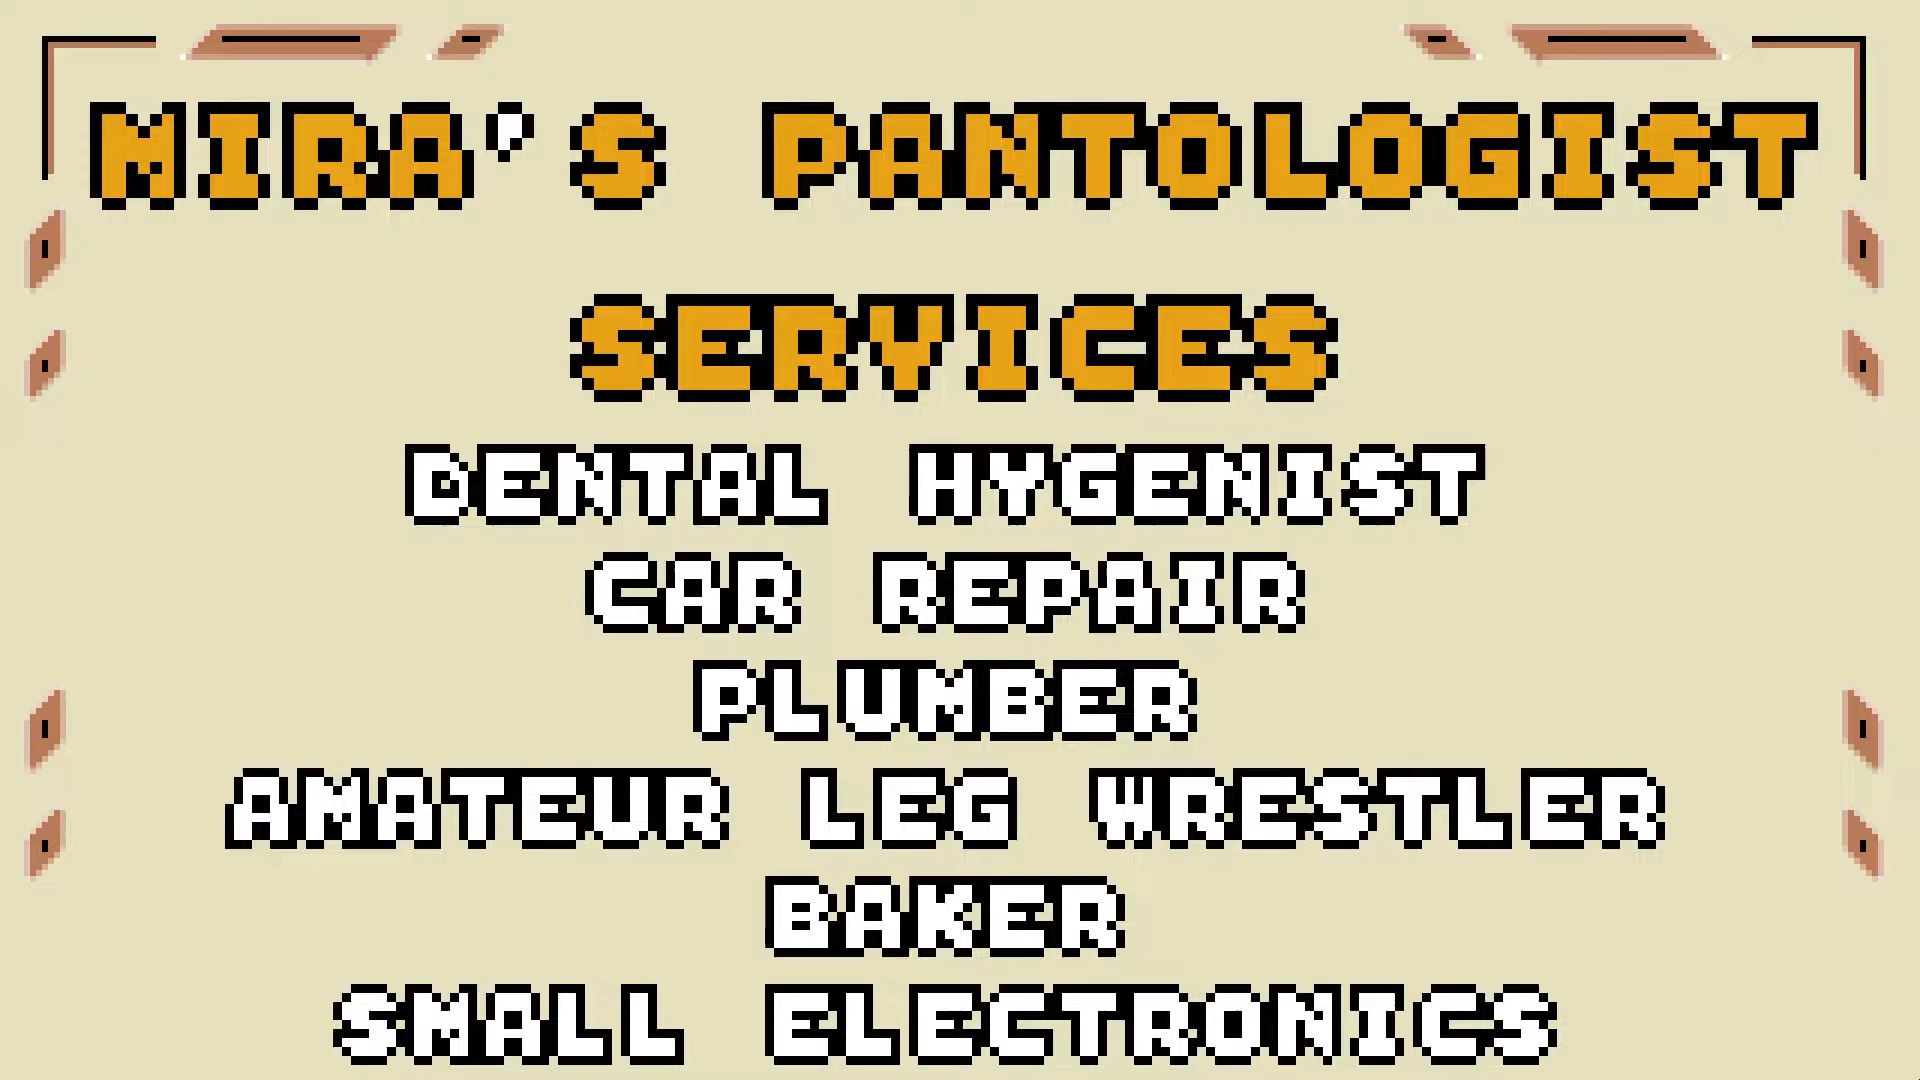 MIRA'S PANTOLOGIST
SERVICES
DENTAL HYGENIST
CAR REPAIR
PLUMBER
AMATEUR LEG WRESTLER
BAKER
SMALL ELECTRONICS